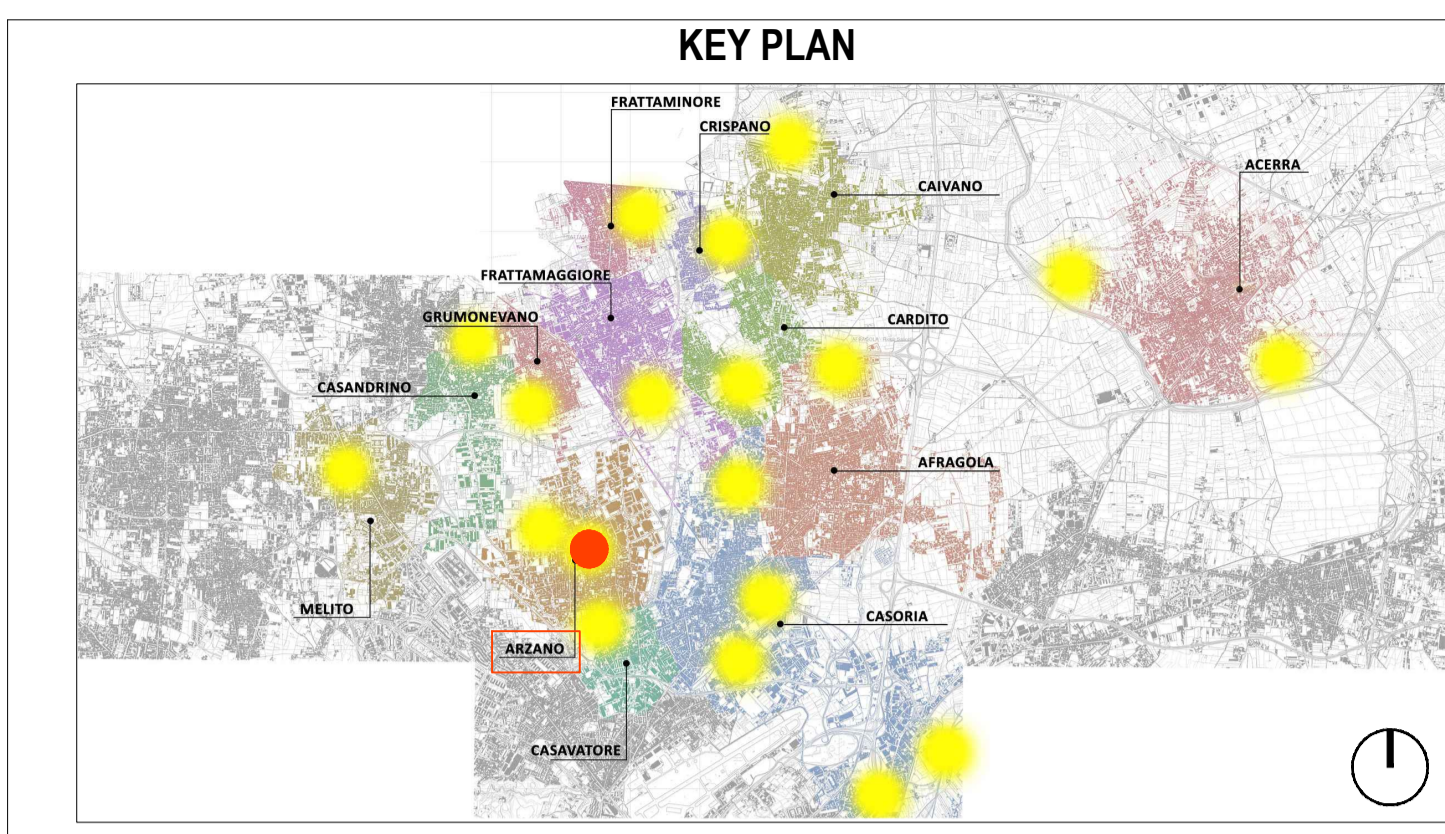 KEY PLAN
FRATTAMINORE
CRISPANO
ACERRA
CAIVANO
FRATTAMAGGIORE
GRUMONEVANO
CARDITO
CASANDRINO
AFRAGOLA
MELITO
CASORIA
ARZANO
CASAVATORE